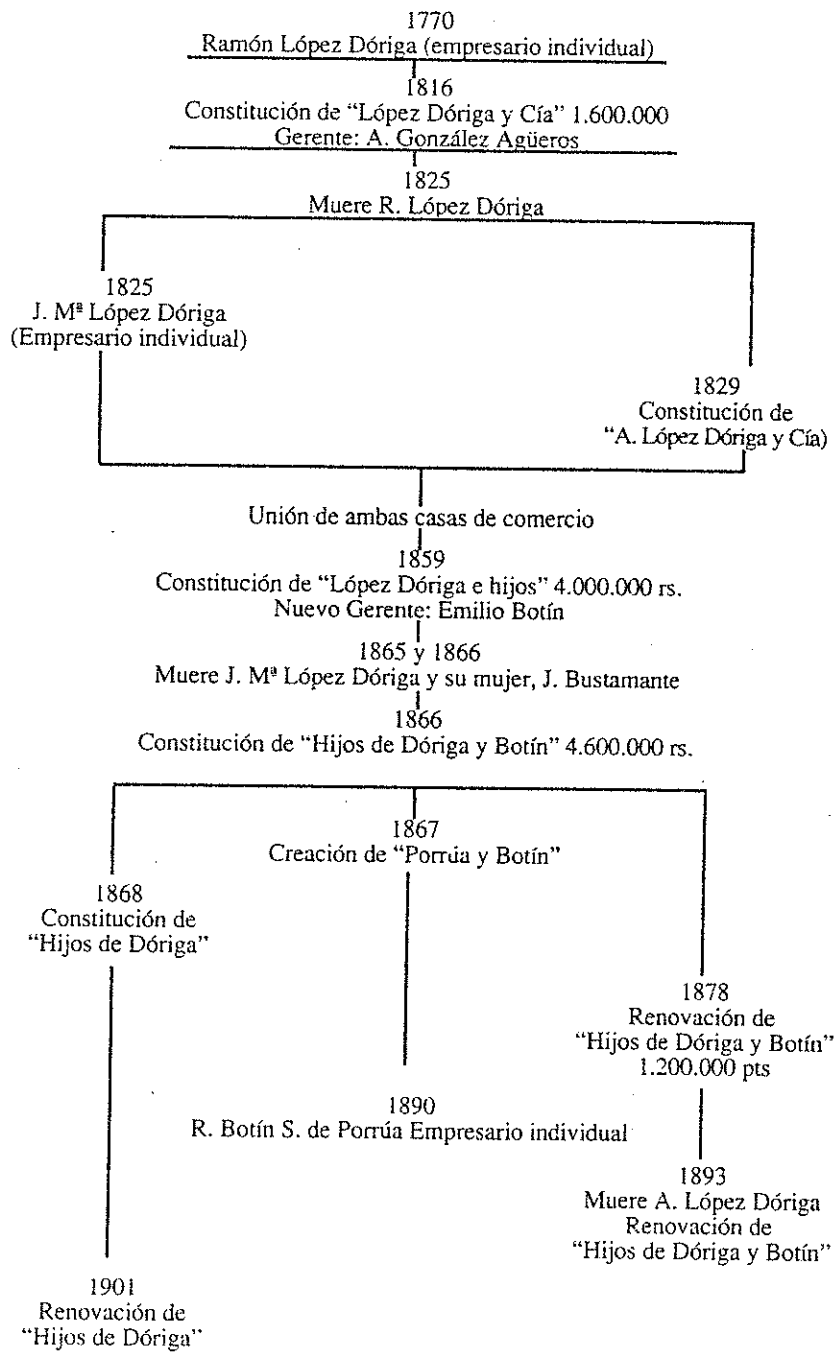 1770
Ramón López Dóriga (empresario individual)
1816
Constitución de “López Dóriga y Cía” 1.600.000
Gerente: A. González Agüeros
1825
Muere R. López Dóriga
1825
J. Mª López Dóriga
(Empresario individual)
1829
Constitución de
“A. López Dóriga y Cía)
Unión de ambas casas de comercio
1859
Constitución de “López Dóriga e hijos” 4.000.000 rs.
Nuevo Gerente: Emilio Botín
1865 y 1866
Muere J. Mª López Dóriga y su mujer, J. Bustamante
1866
Constitución de “Hijos de Dóriga y Botín” 4.600.000 rs.
1867
Creación de “Porrúa y Botín”
1868
Constitución de
“Hijos de Dóriga”
1878
Renovación de
“Hijos de Dóriga y Botín”
1.200.000 pts
1890
R. Botín S. de Porrúa Empresario individual
1893
Muere A. López Dóriga
Renovación de
“Hijos de Dóriga y Botín”
1901
Renovación de
“Hijos de Dóriga”